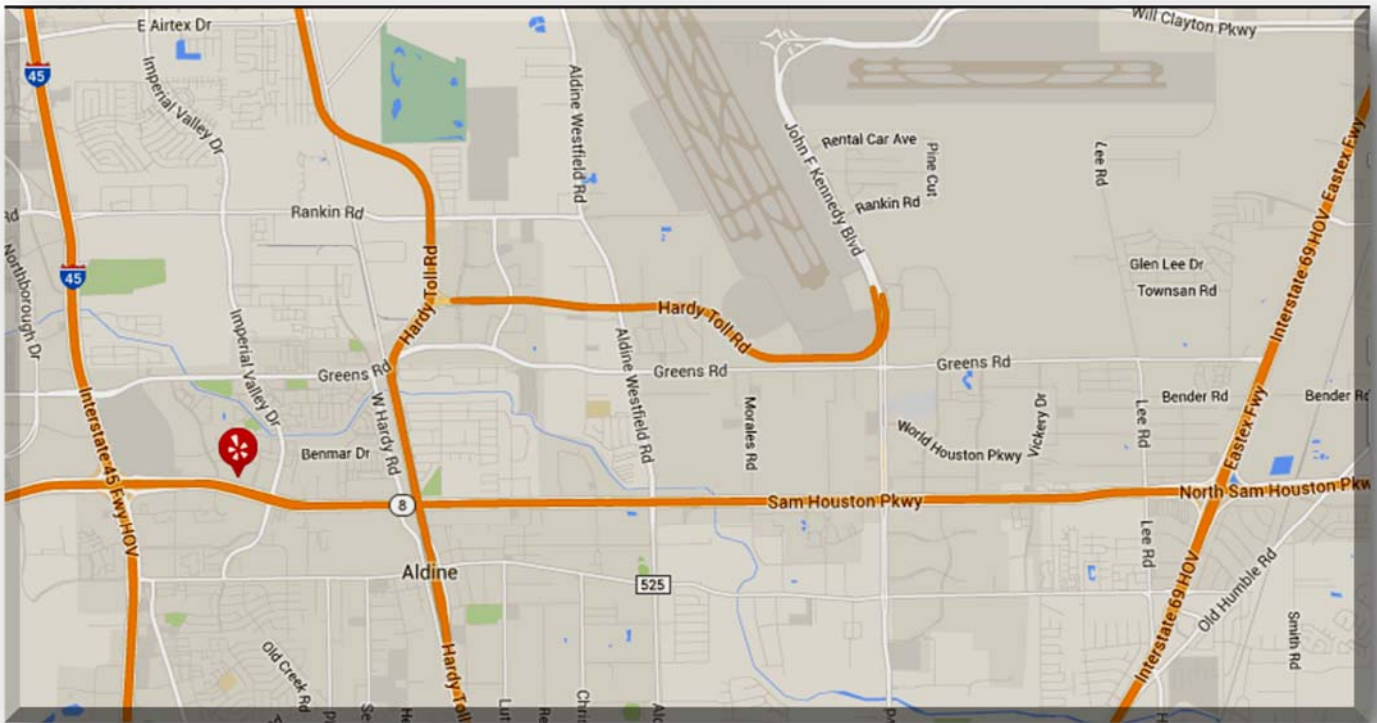 E Airtex Dr
Will Clayton Pkwy
45
Imperial Valley Dr
Aldine Westfield Rd
John F Kennedy Blvd
Rental Car Ave
Pine Cut
Lee Rd
Interstate 69 HOV
Eastex Fwy
Rankin Rd
Rankin Rd
Rd
Northborough Dr
45
Hardy Toll Rd
Glen Lee Dr
Townsan Rd
Hardy Toll Rd
Imperial Valley Dr
Aldine Westfield Rd
Greens Rd
Greens Rd
Greens Rd
Interstate 45 Fwy HOV
W Hardy Rd
Morales Rd
Vickery Dr
Lee Rd
Bender Rd
Bender Rd
Eastex Fwy
World Houston Pkwy
Benmar Dr
8
Sam Houston Pkwy
North Sam Houston Pkw
Lee Rd
Aldine
525
Interstate 69 HOV
Old Humble Rd
Smith Rd
Old Creek Rd
Hardy Toll
Lut
Chris